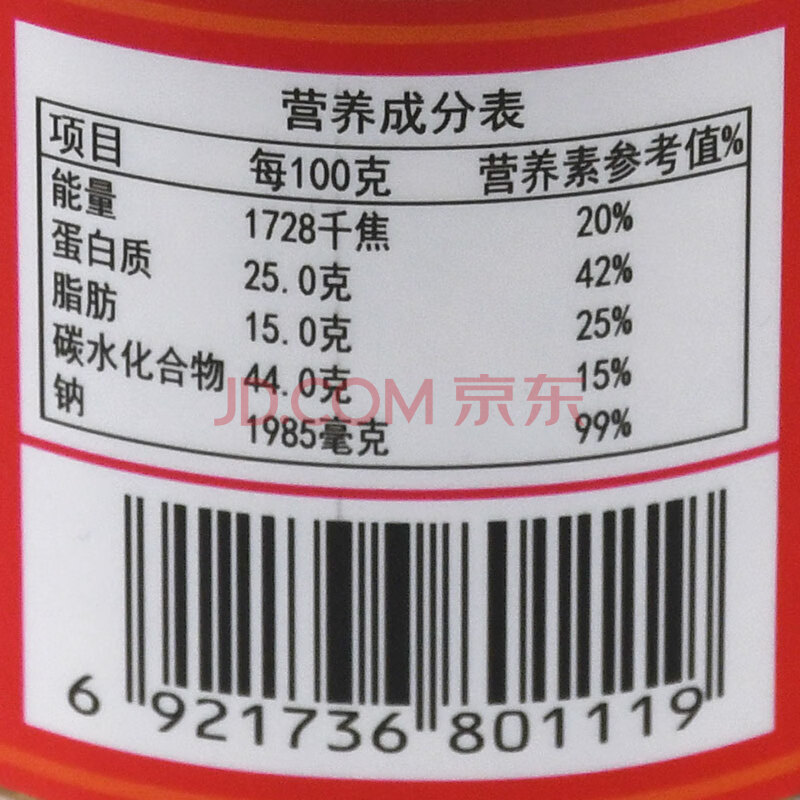 营养成分表
项目 每100克 营养素参考值%
能量 1728千焦 20%
蛋白质 25.0克 42%
脂肪 15.0克 25%
碳水化合物 44.0克 15%
钠 1985毫克 99%
JD.COM 京东
6 921736 801119